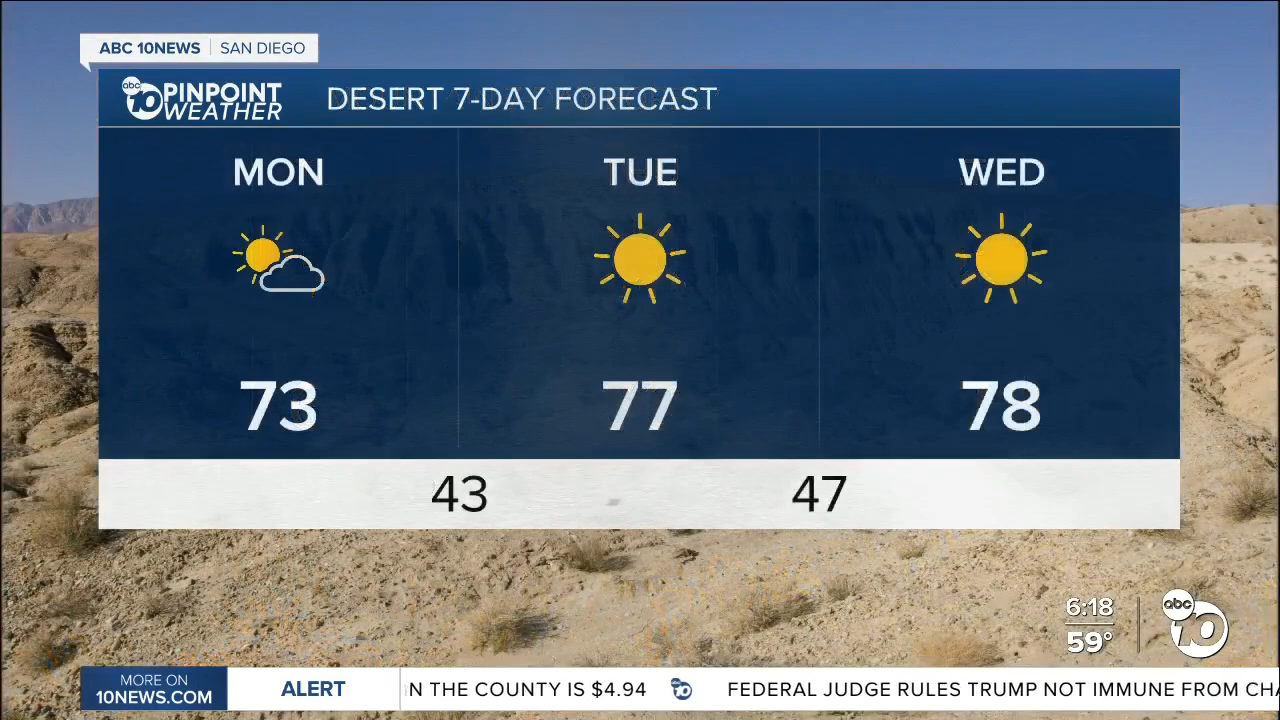 ABC 10NEWS | SAN DIEGO
abc 10 PINPOINT WEATHER
DESERT 7-DAY FORECAST
MON TUE WED
73 77 78
43 47
6:18
59°
abc 10
MORE ON
10NEWS.COM
ALERT
N THE COUNTY IS $4.94 10 FEDERAL JUDGE RULES TRUMP NOT IMMUNE FROM CHA